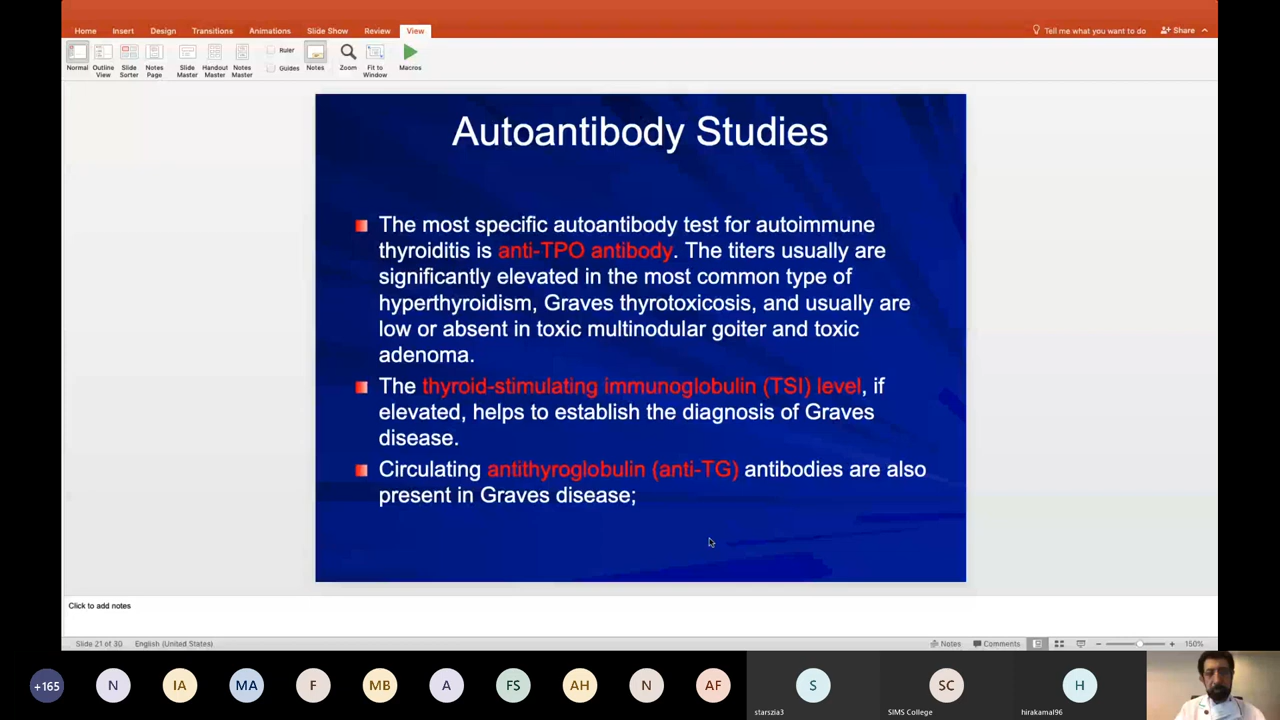 Home Insert Design Transitions Animations Slide Show Review View Tell me what you want to do Share
Normal Outline View Slide Sorter Notes Page Slide Master Handout Master Notes Master Ruler Guides Notes Zoom Fit to Window Macros
Autoantibody Studies
The most specific autoantibody test for autoimmune
thyroiditis is anti-TPO antibody. The titers usually are
significantly elevated in the most common type of
hyperthyroidism, Graves thyrotoxicosis, and usually are
low or absent in toxic multinodular goiter and toxic
adenoma.
The thyroid-stimulating immunoglobulin (TSI) level, if
elevated, helps to establish the diagnosis of Graves
disease.
Circulating antithyroglobulin (anti-TG) antibodies are also
present in Graves disease;
Click to add notes
Slide 21 of 30 English (United States) Notes Comments 150%
+165 N IA MA F MB A FS AH N AF S SC H
starszia3 SIMS College hirakamal96